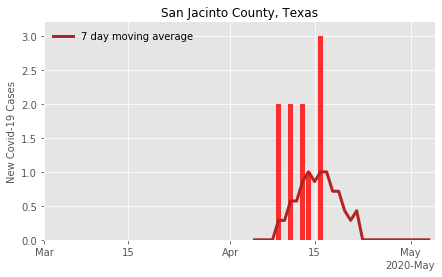 San Jacinto County, Texas
7 day moving average
New Covid-19 Cases
3.0
2.5
2.0
1.5
1.0
0.5
0.0
Mar 15 Apr 15 May
2020-May